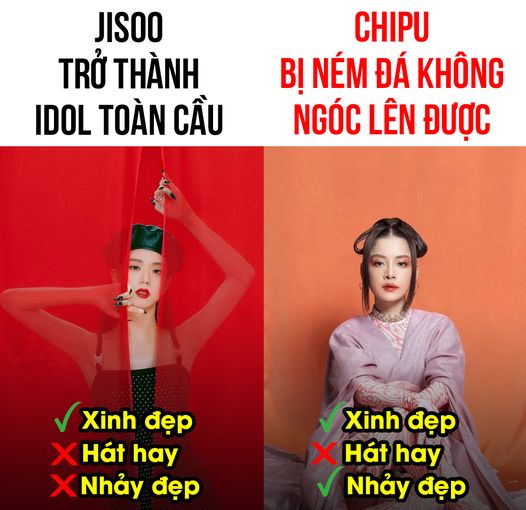 JISOO
TRỞ THÀNH
IDOL TOÀN CẦU
CHIPU
BỊ NÉM ĐÁ KHÔNG
NGÓC LÊN ĐƯỢC
Xinh đẹp
Hát hay
Nhảy đẹp
Xinh đẹp
Hát hay
Nhảy đẹp